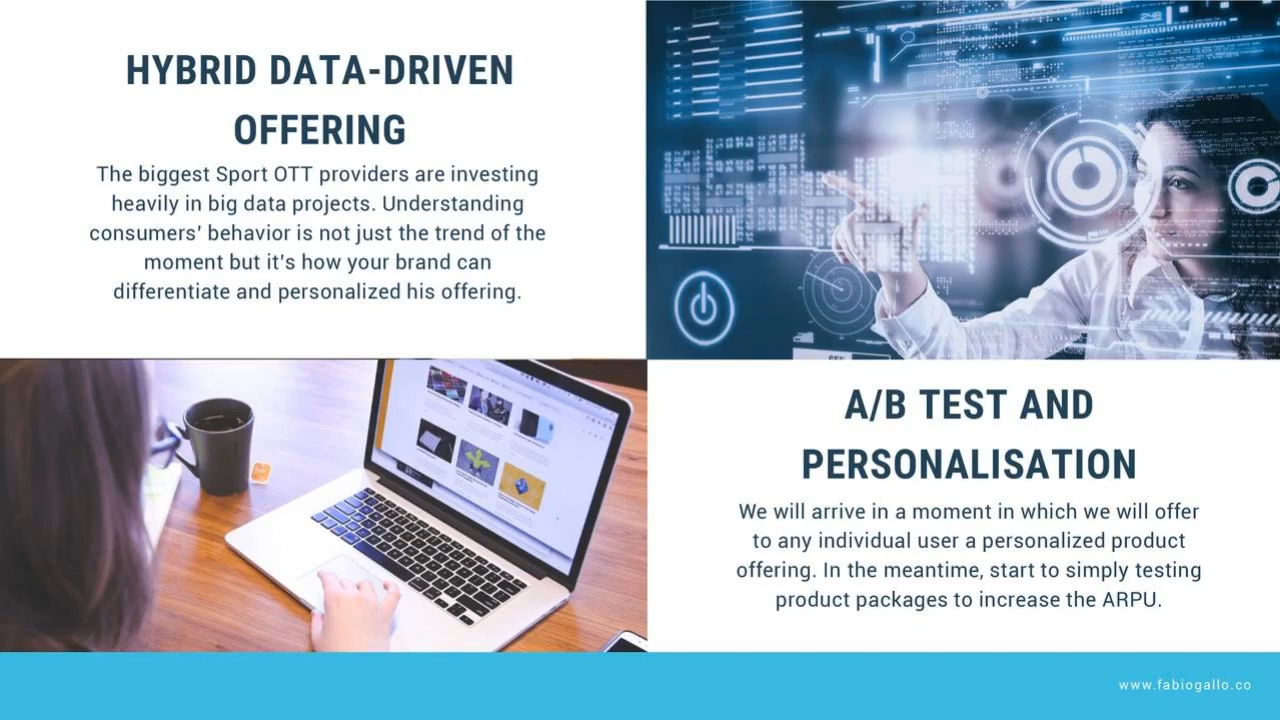 HYBRID DATA-DRIVEN
OFFERING
The biggest Sport OTT providers are investing
heavily in big data projects. Understanding
consumers' behavior is not just the trend of the
moment but it's how your brand can
differentiate and personalized his offering.
A/B TEST AND
PERSONALISATION
We will arrive in a moment in which we will offer
to any individual user a personalized product
offering. In the meantime, start to simply testing
product packages to increase the ARPU.
www.fabiogallo.co